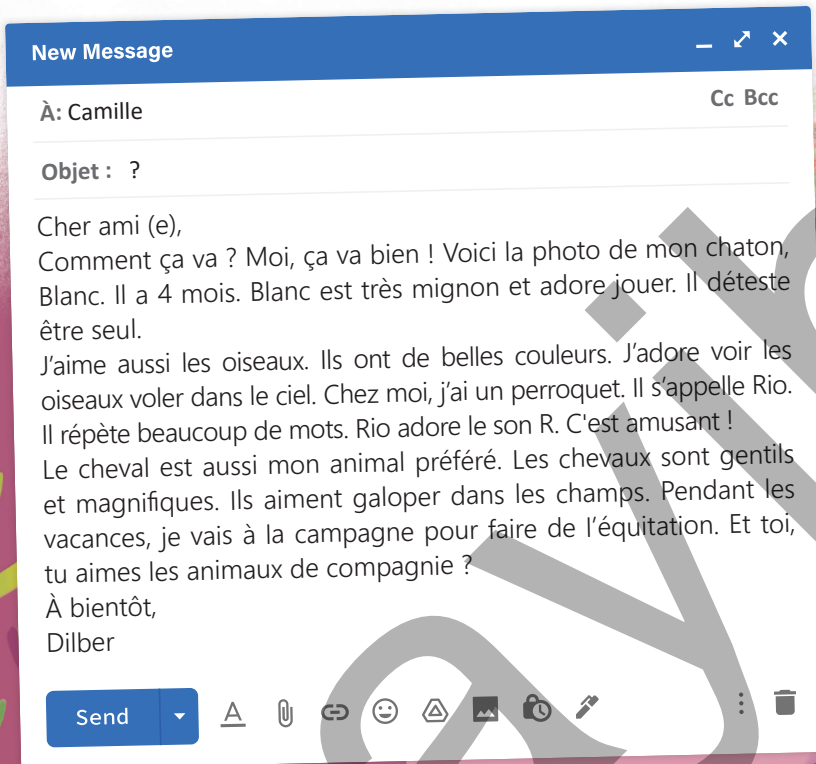 New Message
À: Camille
Cc Bcc
Objet : ?
Cher ami (e),
Comment ça va ? Moi, ça va bien ! Voici la photo de mon chaton,
Blanc. Il a 4 mois. Blanc est très mignon et adore jouer. Il déteste
être seul.
J'aime aussi les oiseaux. Ils ont de belles couleurs. J'adore voir les
oiseaux voler dans le ciel. Chez moi, j'ai un perroquet. Il s'appelle Rio.
Il répète beaucoup de mots. Rio adore le son R. C'est amusant !
Le cheval est aussi mon animal préféré. Les chevaux sont gentils
et magnifiques. Ils aiment galoper dans les champs. Pendant les
vacances, je vais à la campagne pour faire de l'équitation. Et toi,
tu aimes les animaux de compagnie ?
À bientôt,
Dilber
Send